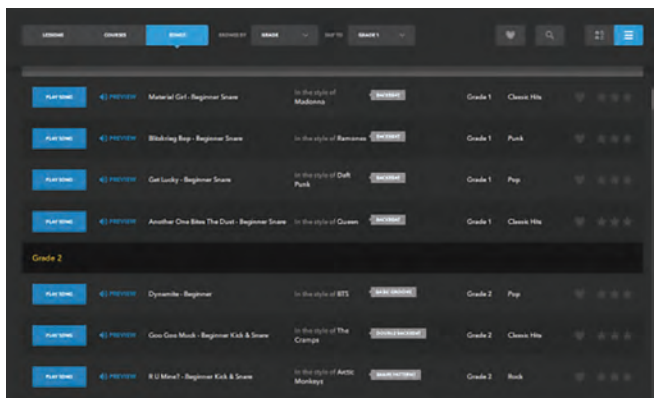 LESSONS COURSES SONGS BROWSE BY GRADE SKIP TO GRADE 1
PLAY SONG PREVIEW Material Girl - Beginner Snare In the style of Madonna BACKBEAT Grade 1 Classic Hits
PLAY SONG PREVIEW Blitzkrieg Bop - Beginner Snare In the style of Ramones BACKBEAT Grade 1 Punk
PLAY SONG PREVIEW Get Lucky - Beginner Snare In the style of Daft Punk BACKBEAT Grade 1 Pop
PLAY SONG PREVIEW Another One Bites The Dust - Beginner Snare In the style of Queen BACKBEAT Grade 1 Classic Hits
Grade 2
PLAY SONG PREVIEW Dynamite - Beginner In the style of BTS BASIC GROOVE Grade 2 Pop
PLAY SONG PREVIEW Goo Goo Muck - Beginner Kick & Snare In the style of The Cramps DOUBLE BACKBEAT Grade 2 Classic Hits
PLAY SONG PREVIEW R U Mine? - Beginner Kick & Snare In the style of Arctic Monkeys SNARE PATTERNS Grade 2 Rock